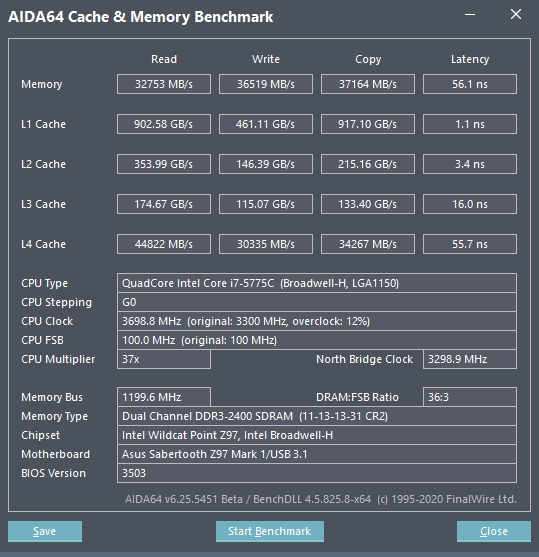 AIDA64 Cache & Memory Benchmark
Read Write Copy Latency
Memory 32753 MB/s 36519 MB/s 37164 MB/s 56.1 ns
L1 Cache 902.58 GB/s 461.11 GB/s 917.10 GB/s 1.1 ns
L2 Cache 353.99 GB/s 146.39 GB/s 215.16 GB/s 3.4 ns
L3 Cache 174.67 GB/s 115.07 GB/s 133.40 GB/s 16.0 ns
L4 Cache 44822 MB/s 30335 MB/s 34267 MB/s 55.7 ns
CPU Type QuadCore Intel Core i7-5775C (Broadwell-H, LGA1150)
CPU Stepping G0
CPU Clock 3698.8 MHz (original: 3300 MHz, overclock: 12%)
CPU FSB 100.0 MHz (original: 100 MHz)
CPU Multiplier 37x North Bridge Clock 3298.9 MHz
Memory Bus 1199.6 MHz DRAM:FSB Ratio 36:3
Memory Type Dual Channel DDR3-2400 SDRAM (11-13-13-31 CR2)
Chipset Intel Wildcat Point Z97, Intel Broadwell-H
Motherboard Asus Sabertooth Z97 Mark 1/USB 3.1
BIOS Version 3503
AIDA64 v6.25.5451 Beta / BenchDLL 4.5.825.8-x64 (c) 1995-2020 FinalWire Ltd.
Save Start Benchmark Close